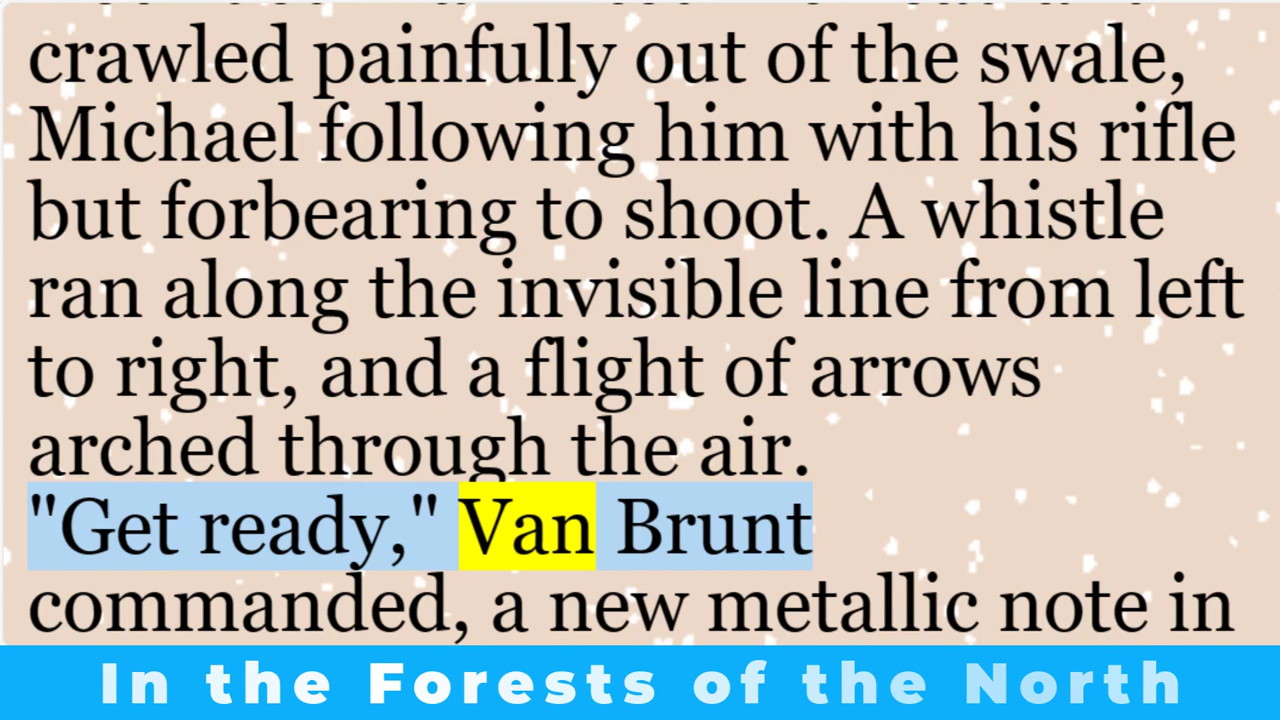 crawled painfully out of the swale,
Michael following him with his rifle
but forbearing to shoot. A whistle
ran along the invisible line from left
to right, and a flight of arrows
arched through the air.
"Get ready," Van Brunt
commanded, a new metallic note in
In the Forests of the North